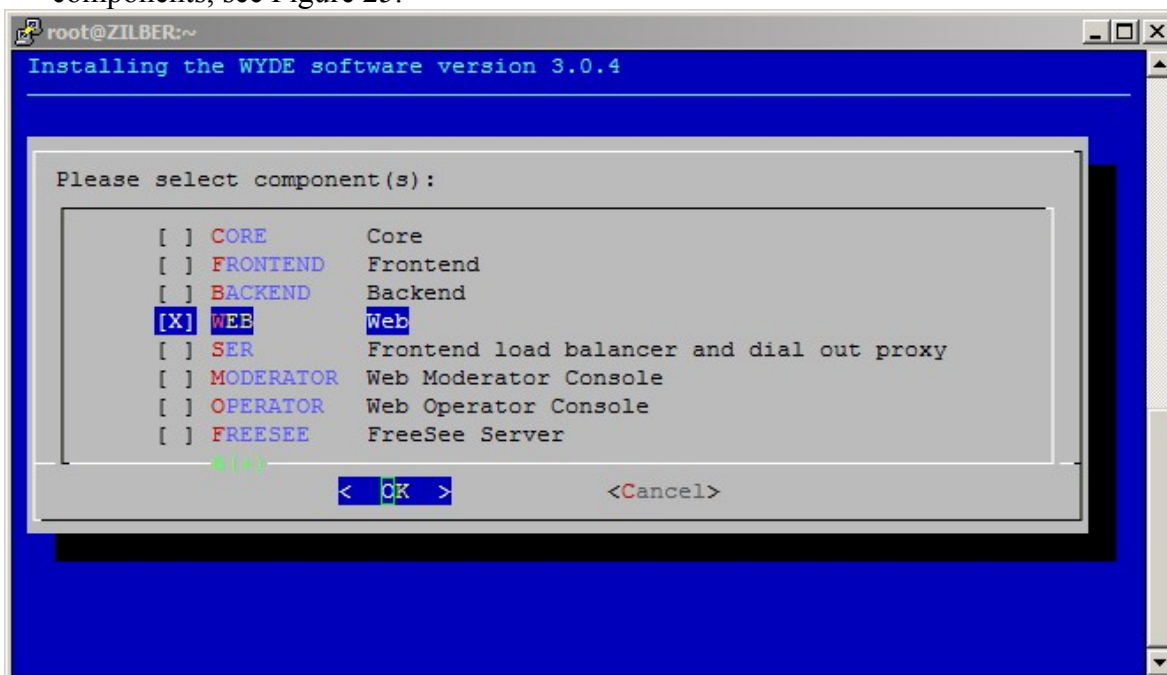 components, see Figure 25.
root@ZILBER:~
Installing the WYDE software version 3.0.4
Please select component(s):
[ ] CORE Core
[ ] FRONTEND Frontend
[ ] BACKEND Backend
[X] WEB Web
[ ] SER Frontend load balancer and dial out proxy
[ ] MODERATOR Web Moderator Console
[ ] OPERATOR Web Operator Console
[ ] FREESEE FreeSee Server
(+)
< OK > <Cancel>